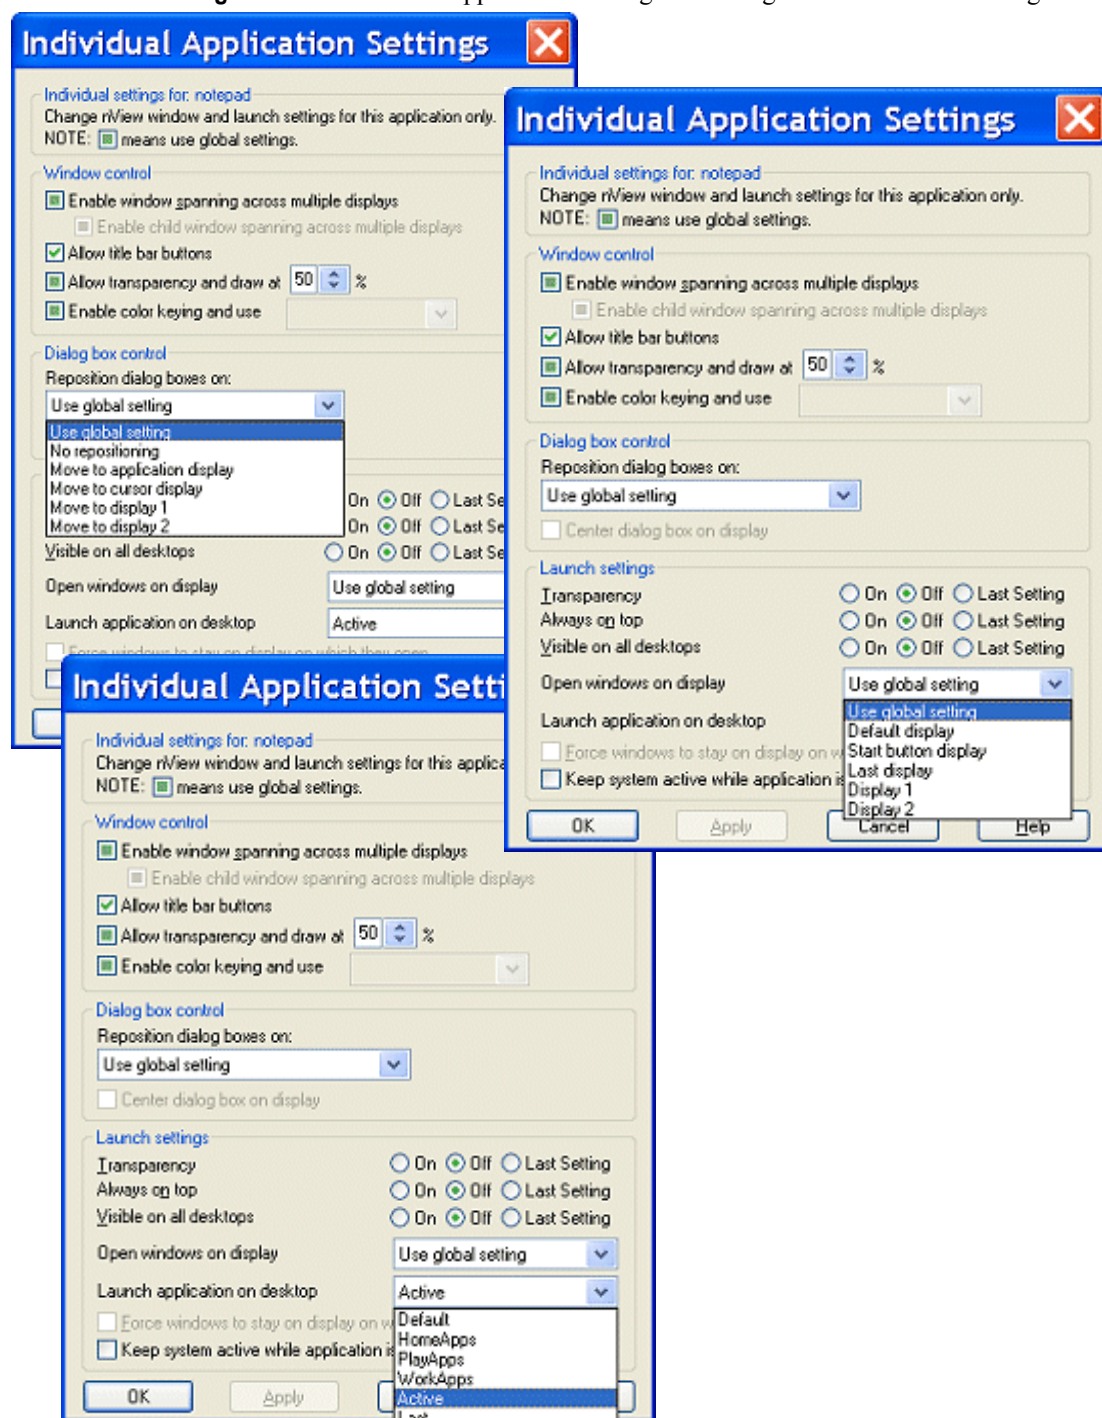 Individual Application Settings
Individual settings for: notepad
Change nView window and launch settings for this application only.
NOTE: means use global settings.
Window control
Enable window spanning across multiple displays
Enable child window spanning across multiple displays
Allow title bar buttons
Allow transparency and draw at 50 %
Enable color keying and use
Dialog box control
Reposition dialog boxes on:
Use global setting
Use global setting
No repositioning
Move to application display
Move to cursor display
Move to display 1
Move to display 2
On Off Last Se
On Off Last Se
Visible on all desktops On Off Last Se
Open windows on display Use global setting
Launch application on desktop Active
Force windows to stay on display on which they open
Individual Application Settings
Individual settings for: notepad
Change nView window and launch settings for this application only.
NOTE: means use global settings.
Window control
Enable window spanning across multiple displays
Enable child window spanning across multiple displays
Allow title bar buttons
Allow transparency and draw at 50 %
Enable color keying and use
Dialog box control
Reposition dialog boxes on:
Use global setting
Center dialog box on display
Launch settings
Transparency On Off Last Setting
Always on top On Off Last Setting
Visible on all desktops On Off Last Setting
Open windows on display Use global setting
Use global setting
Launch application on desktop Default display
Start button display
Force windows to stay on display on w
Last display
Keep system active while application is
Display 1
Display 2
OK Apply Cancel Help
Individual Application Setti
Individual settings for: notepad
Change nView window and launch settings for this applica
NOTE: means use global settings.
Window control
Enable window spanning across multiple displays
Enable child window spanning across multiple displays
Allow title bar buttons
Allow transparency and draw at 50 %
Enable color keying and use
Dialog box control
Reposition dialog boxes on:
Use global setting
Center dialog box on display
Launch settings
Transparency On Off Last Setting
Always on top On Off Last Setting
Visible on all desktops On Off Last Setting
Open windows on display Use global setting
Launch application on desktop Active
Default
Force windows to stay on display on w
HomeApps
Keep system active while application is
PlayApps
WorkApps
OK Apply
Active
Last